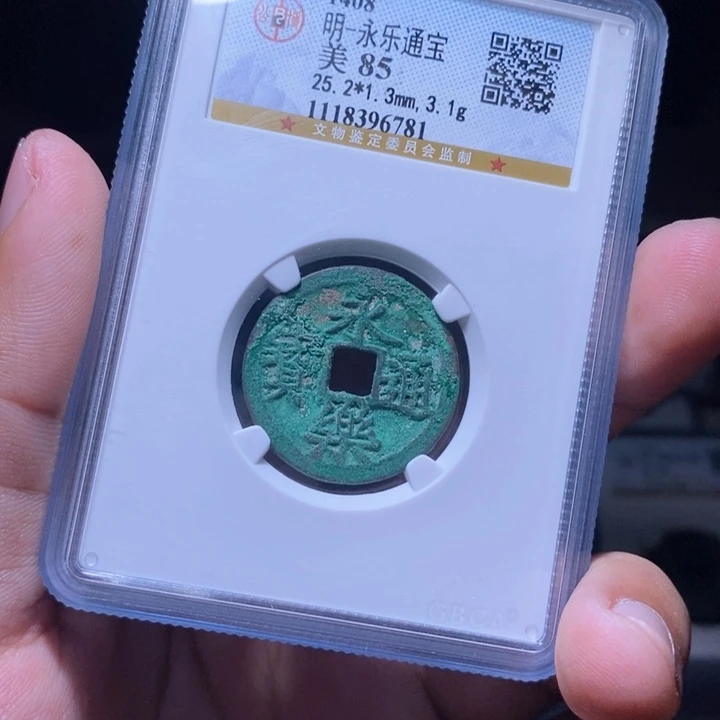 1408
明-永乐通宝
美 85
25.2*1.3mm,3.1g
1118396781
文物鉴定委员会监制
永樂通寶
GBCA